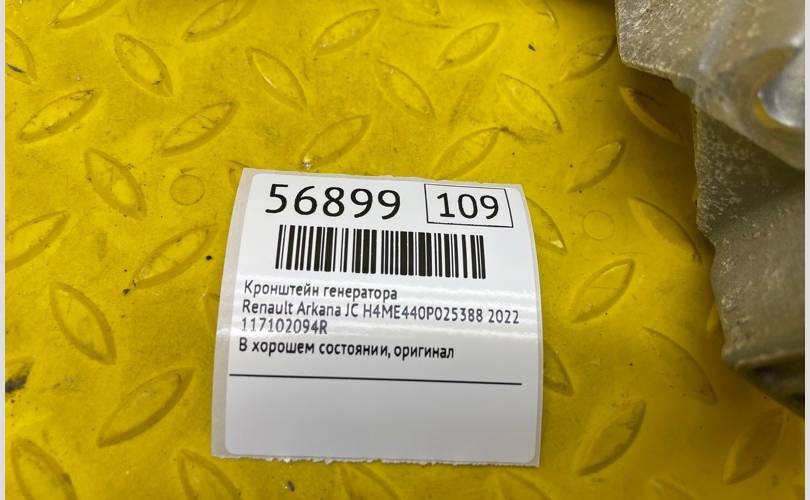 56899 109
Кронштейн генератора
Renault Arkana JC H4ME440P025388 2022
117102094R
В хорошем состоянии, оригинал